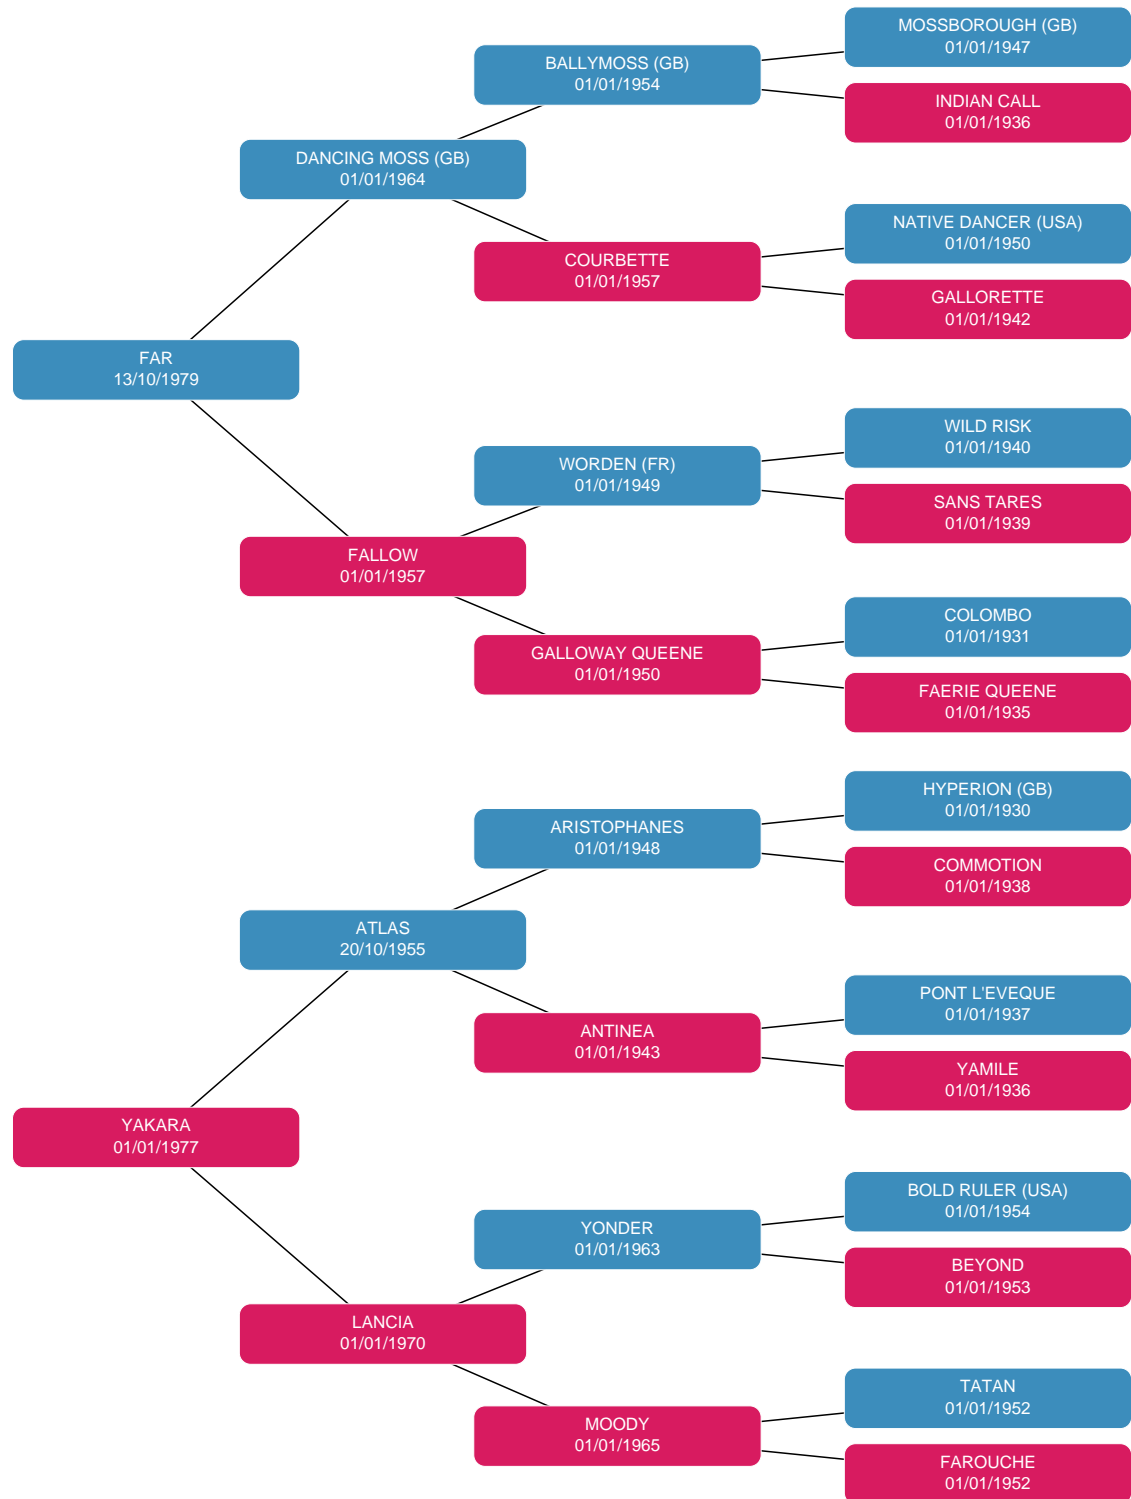 MOSSBOROUGH (GB)
01/01/1947
BALLYMOSS (GB)
01/01/1954
INDIAN CALL
01/01/1936
DANCING MOSS (GB)
01/01/1964
NATIVE DANCER (USA)
01/01/1950
COURBETTE
01/01/1957
GALLORETTE
01/01/1942
FAR
13/10/1979
WILD RISK
01/01/1940
WORDEN (FR)
01/01/1949
SANS TARES
01/01/1939
FALLOW
01/01/1957
COLOMBO
01/01/1931
GALLOWAY QUEENE
01/01/1950
FAERIE QUEENE
01/01/1935
HYPERION (GB)
01/01/1930
ARISTOPHANES
01/01/1948
COMMOTION
01/01/1938
ATLAS
20/10/1955
PONT L'EVEQUE
01/01/1937
ANTINEA
01/01/1943
YAMILE
01/01/1936
YAKARA
01/01/1977
BOLD RULER (USA)
01/01/1954
YONDER
01/01/1963
BEYOND
01/01/1953
LANCIA
01/01/1970
TATAN
01/01/1952
MOODY
01/01/1965
FAROUCHE
01/01/1952